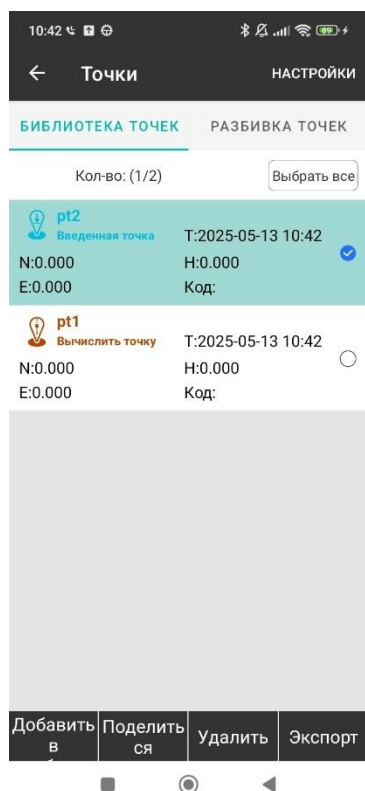 10:42
89
Точки
НАСТРОЙКИ
БИБЛИОТЕКА ТОЧЕК
РАЗБИВКА ТОЧЕК
Кол-во: (1/2)
Выбрать все
pt2
Введенная точка
T:2025-05-13 10:42
N:0.000
H:0.000
E:0.000
Код:
pt1
Вычислить точку
T:2025-05-13 10:42
N:0.000
H:0.000
E:0.000
Код:
Добавить
в
Поделить
ся
Удалить
Экспорт